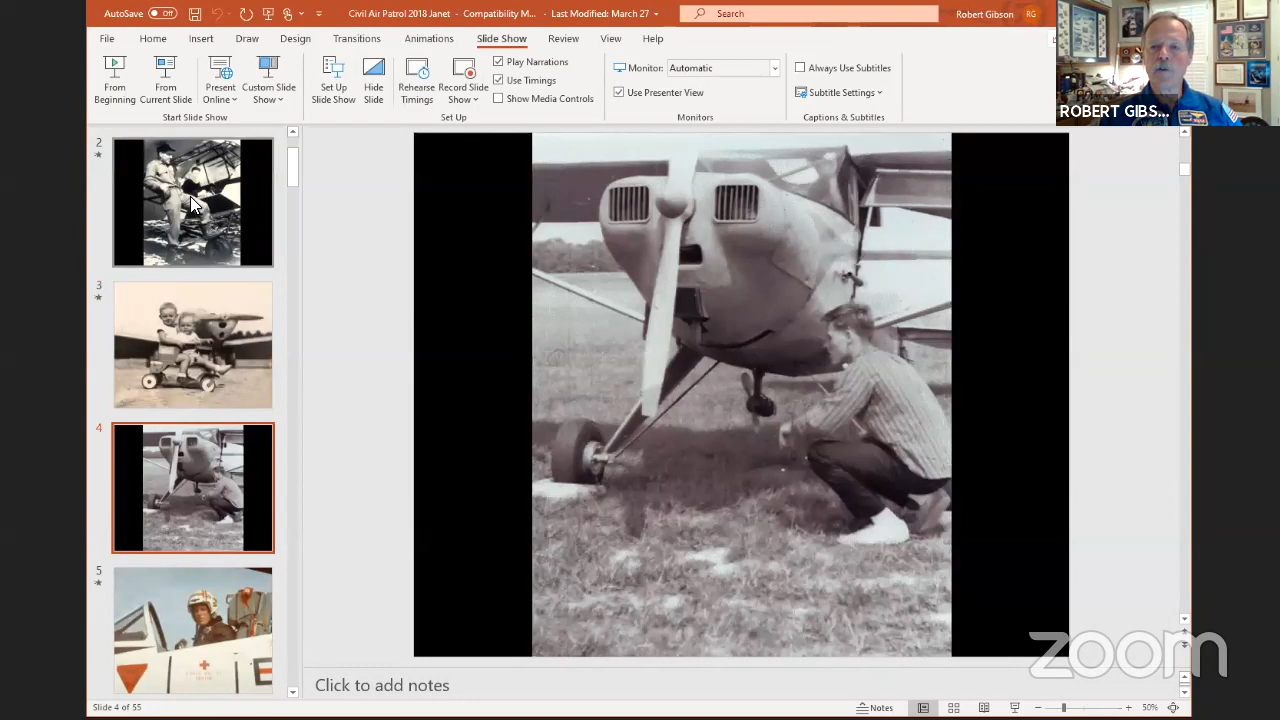 AutoSave Off Civil Air Patrol 2018 Janet - Compatibility M... Last Modified: March 27 Search Robert Gibson RG
File Home Insert Draw Design Transitions Animations Slide Show Review View Help
From Beginning
From Current Slide
Present Online
Custom Slide Show
Start Slide Show
Set Up Slide Show
Hide Slide
Rehearse Timings
Record Slide Show
Play Narrations
Use Timings
Show Media Controls
Set Up
Monitor: Automatic
Use Presenter View
Monitors
Always Use Subtitles
Subtitle Settings
Captions & Subtitles
ROBERT GIBS...
2
3
4
5
zoom
Click to add notes
Slide 4 of 55 Notes 50%